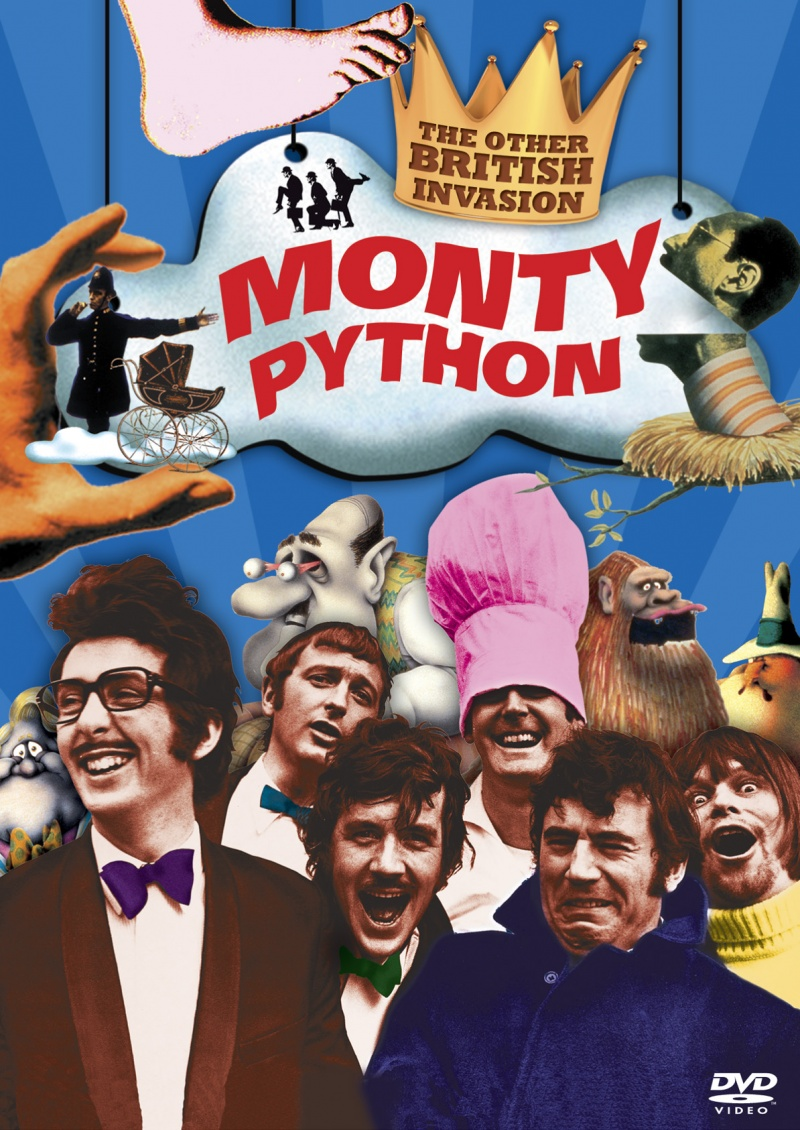 THE OTHER
BRITISH
INVASION
MONTY
PYTHON
DVD
VIDEO